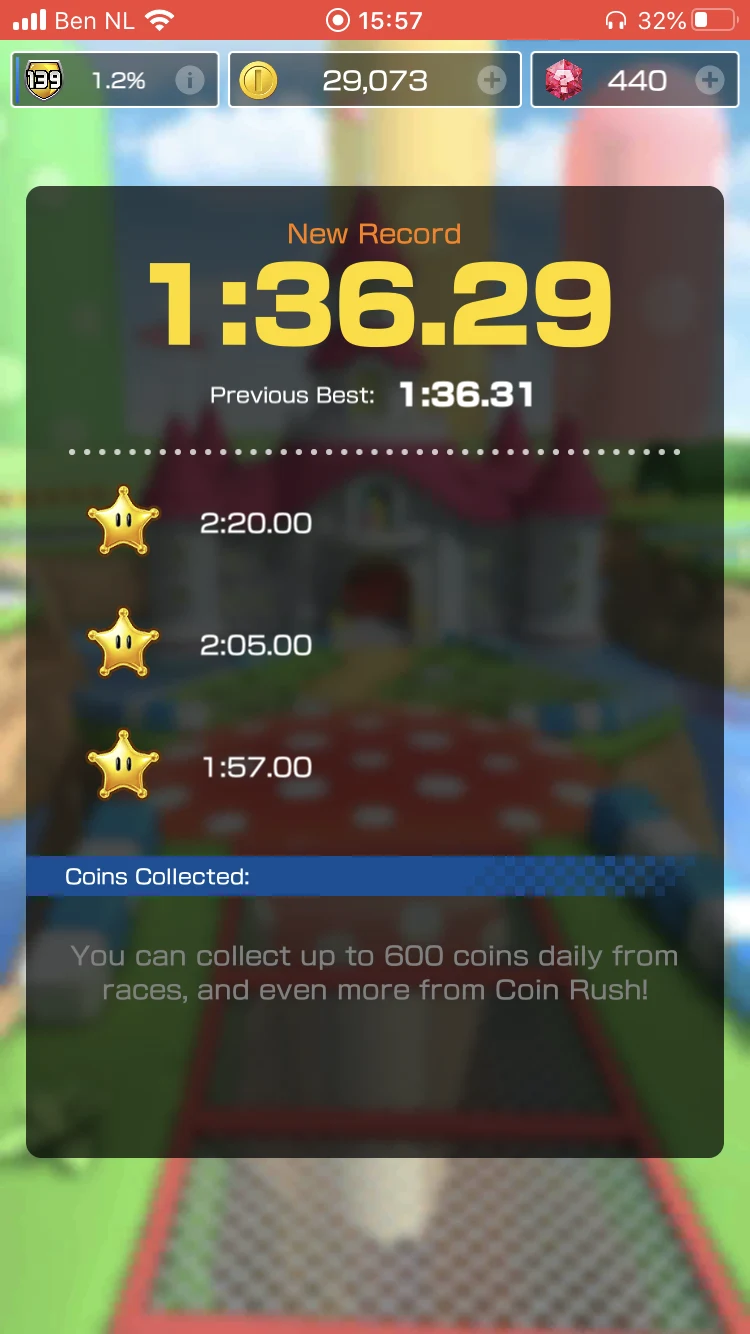 Ben NL 15:57 32%
139 1.2% i 29,073 + 440 +
New Record
1:36.29
Previous Best: 1:36.31
2:20.00
2:05.00
1:57.00
Coins Collected:
You can collect up to 600 coins daily from
races, and even more from Coin Rush!